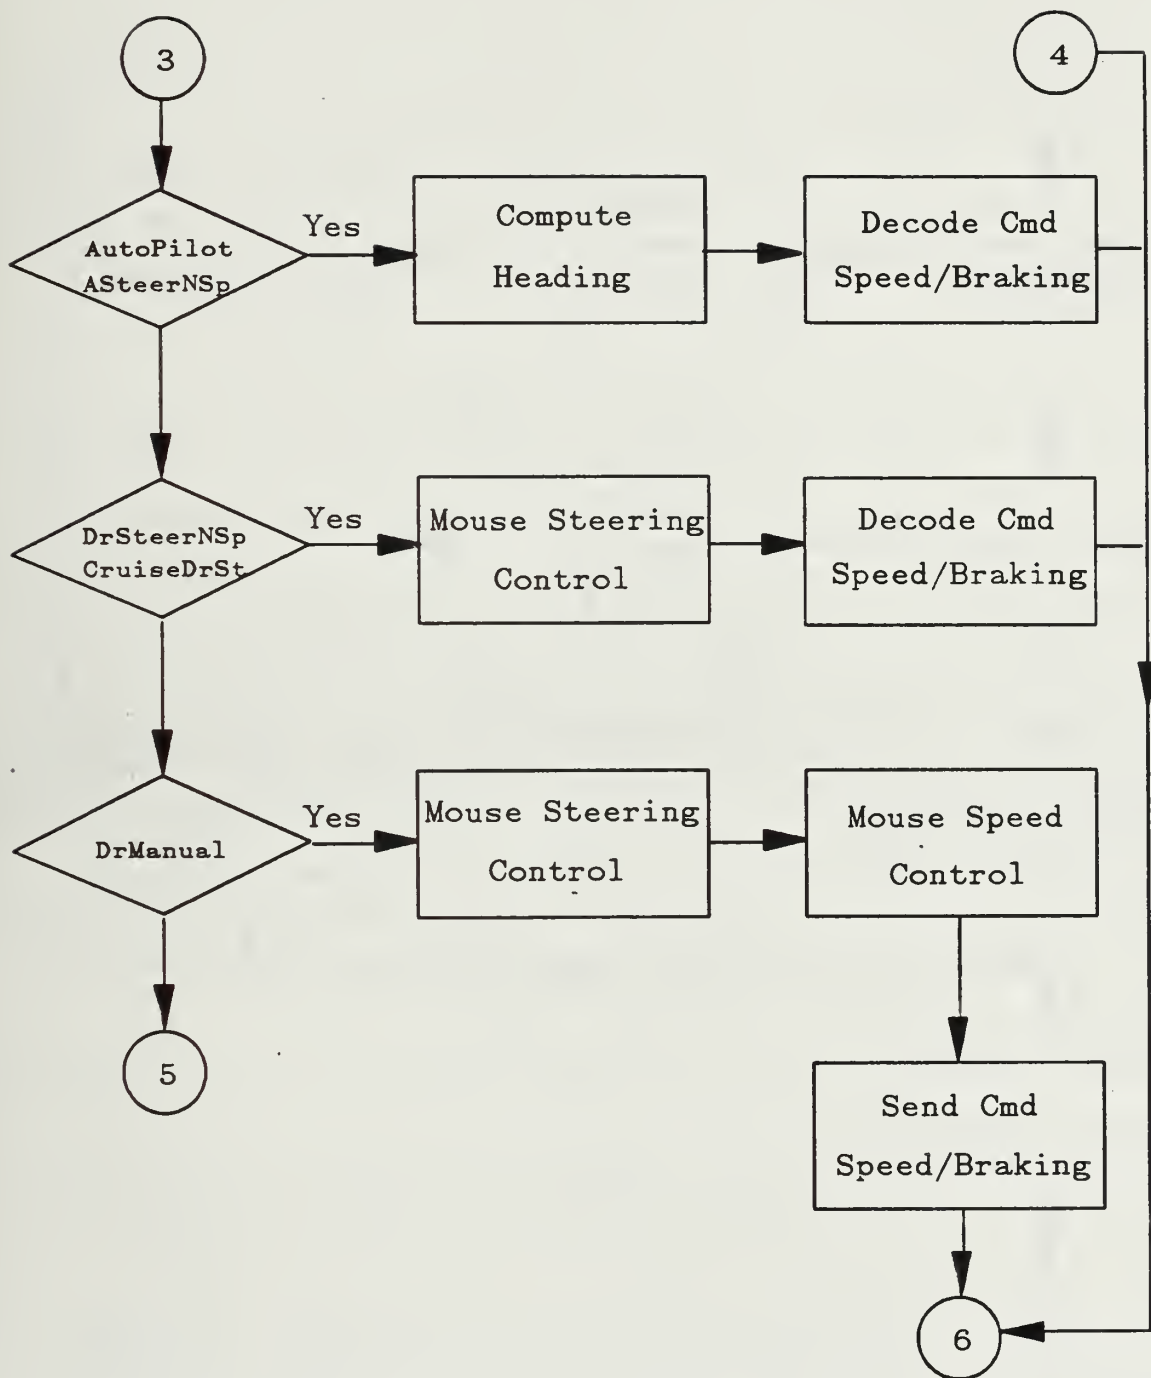 3
4
AutoPilot
ASteerNSp
Yes
Compute
Heading
Decode Cmd
Speed/Braking
DrSteerNSp
CruiseDrSt
Yes
Mouse Steering
Control
Decode Cmd
Speed/Braking
DrManual
Yes
Mouse Steering
Control
Mouse Speed
Control
5
Send Cmd
Speed/Braking
6